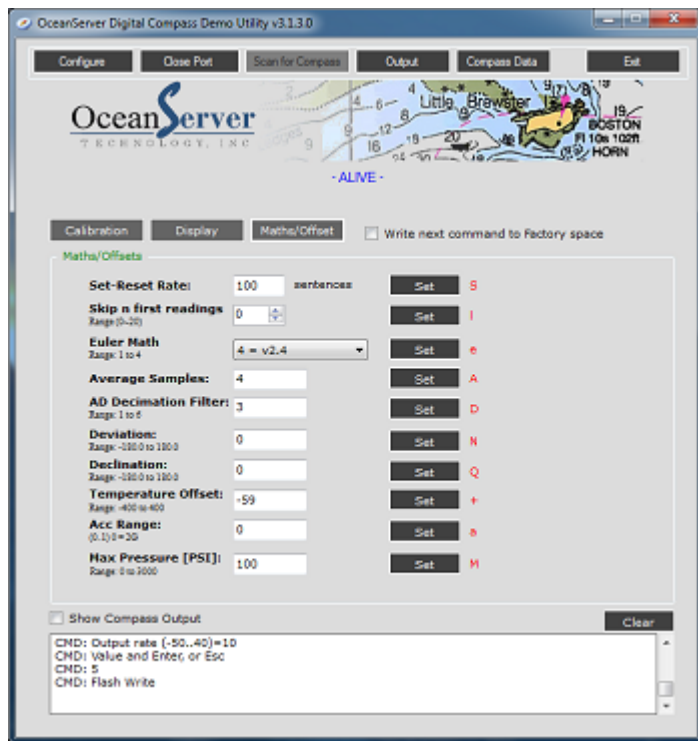 OceanServer Digital Compass Demo Utility v3.1.3.0
Configure Close Port Scan for Compass Output Compass Data Exit
OceanServer
TECHNOLOGY, INC
Little Brewster
BOSTON
Fl 10s 102ft
HORN
- ALIVE -
Calibration Display Maths/Offset Write next command to Factory space
Maths/Offsets
Set-Reset Rate: 100 sentences Set S
Skip n first readings 0 Set
Range (0-20)
Euler Math 4 = v2.4 Set e
Range: 1 to 4
Average Samples: 4 Set A
AD Decimation Filter: 3 Set D
Range: 1 to 6
Deviation: 0 Set N
Range: -180.0 to 180.0
Declination: 0 Set Q
Range: -180.0 to 180.0
Temperature Offset: -59 Set +
Range: -400 to 400
Acc Range: 0 Set a
(0.1) 0 = 2G
Max Pressure [PSI]: 100 Set M
Range: 0 to 3000
Show Compass Output Clear
CMD: Output rate (-50..40)=10
CMD: Value and Enter, or Esc
CMD: 5
CMD: Flash Write